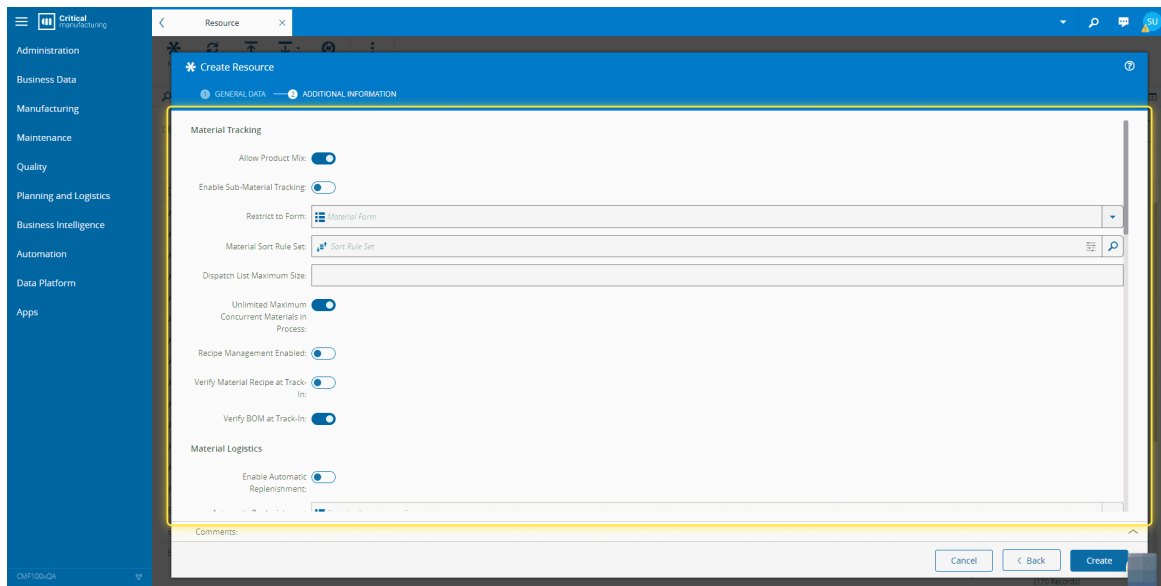 Critical
manufacturing
Resource
SU
Administration
Business Data
Manufacturing
Maintenance
Quality
Planning and Logistics
Business Intelligence
Automation
Data Platform
Apps
CMF100xQA
Create Resource
1 GENERAL DATA
2 ADDITIONAL INFORMATION
Material Tracking
Allow Product Mix:
Enable Sub-Material Tracking:
Restrict to Form: Material Form
Material Sort Rule Set: Sort Rule Set
Dispatch List Maximum Size:
Unlimited Maximum
Concurrent Materials in
Process:
Recipe Management Enabled:
Verify Material Recipe at Track-
In:
Verify BOM at Track-In:
Material Logistics
Enable Automatic
Replenishment:
Comments:
Cancel
Back
Create
(170 Records)